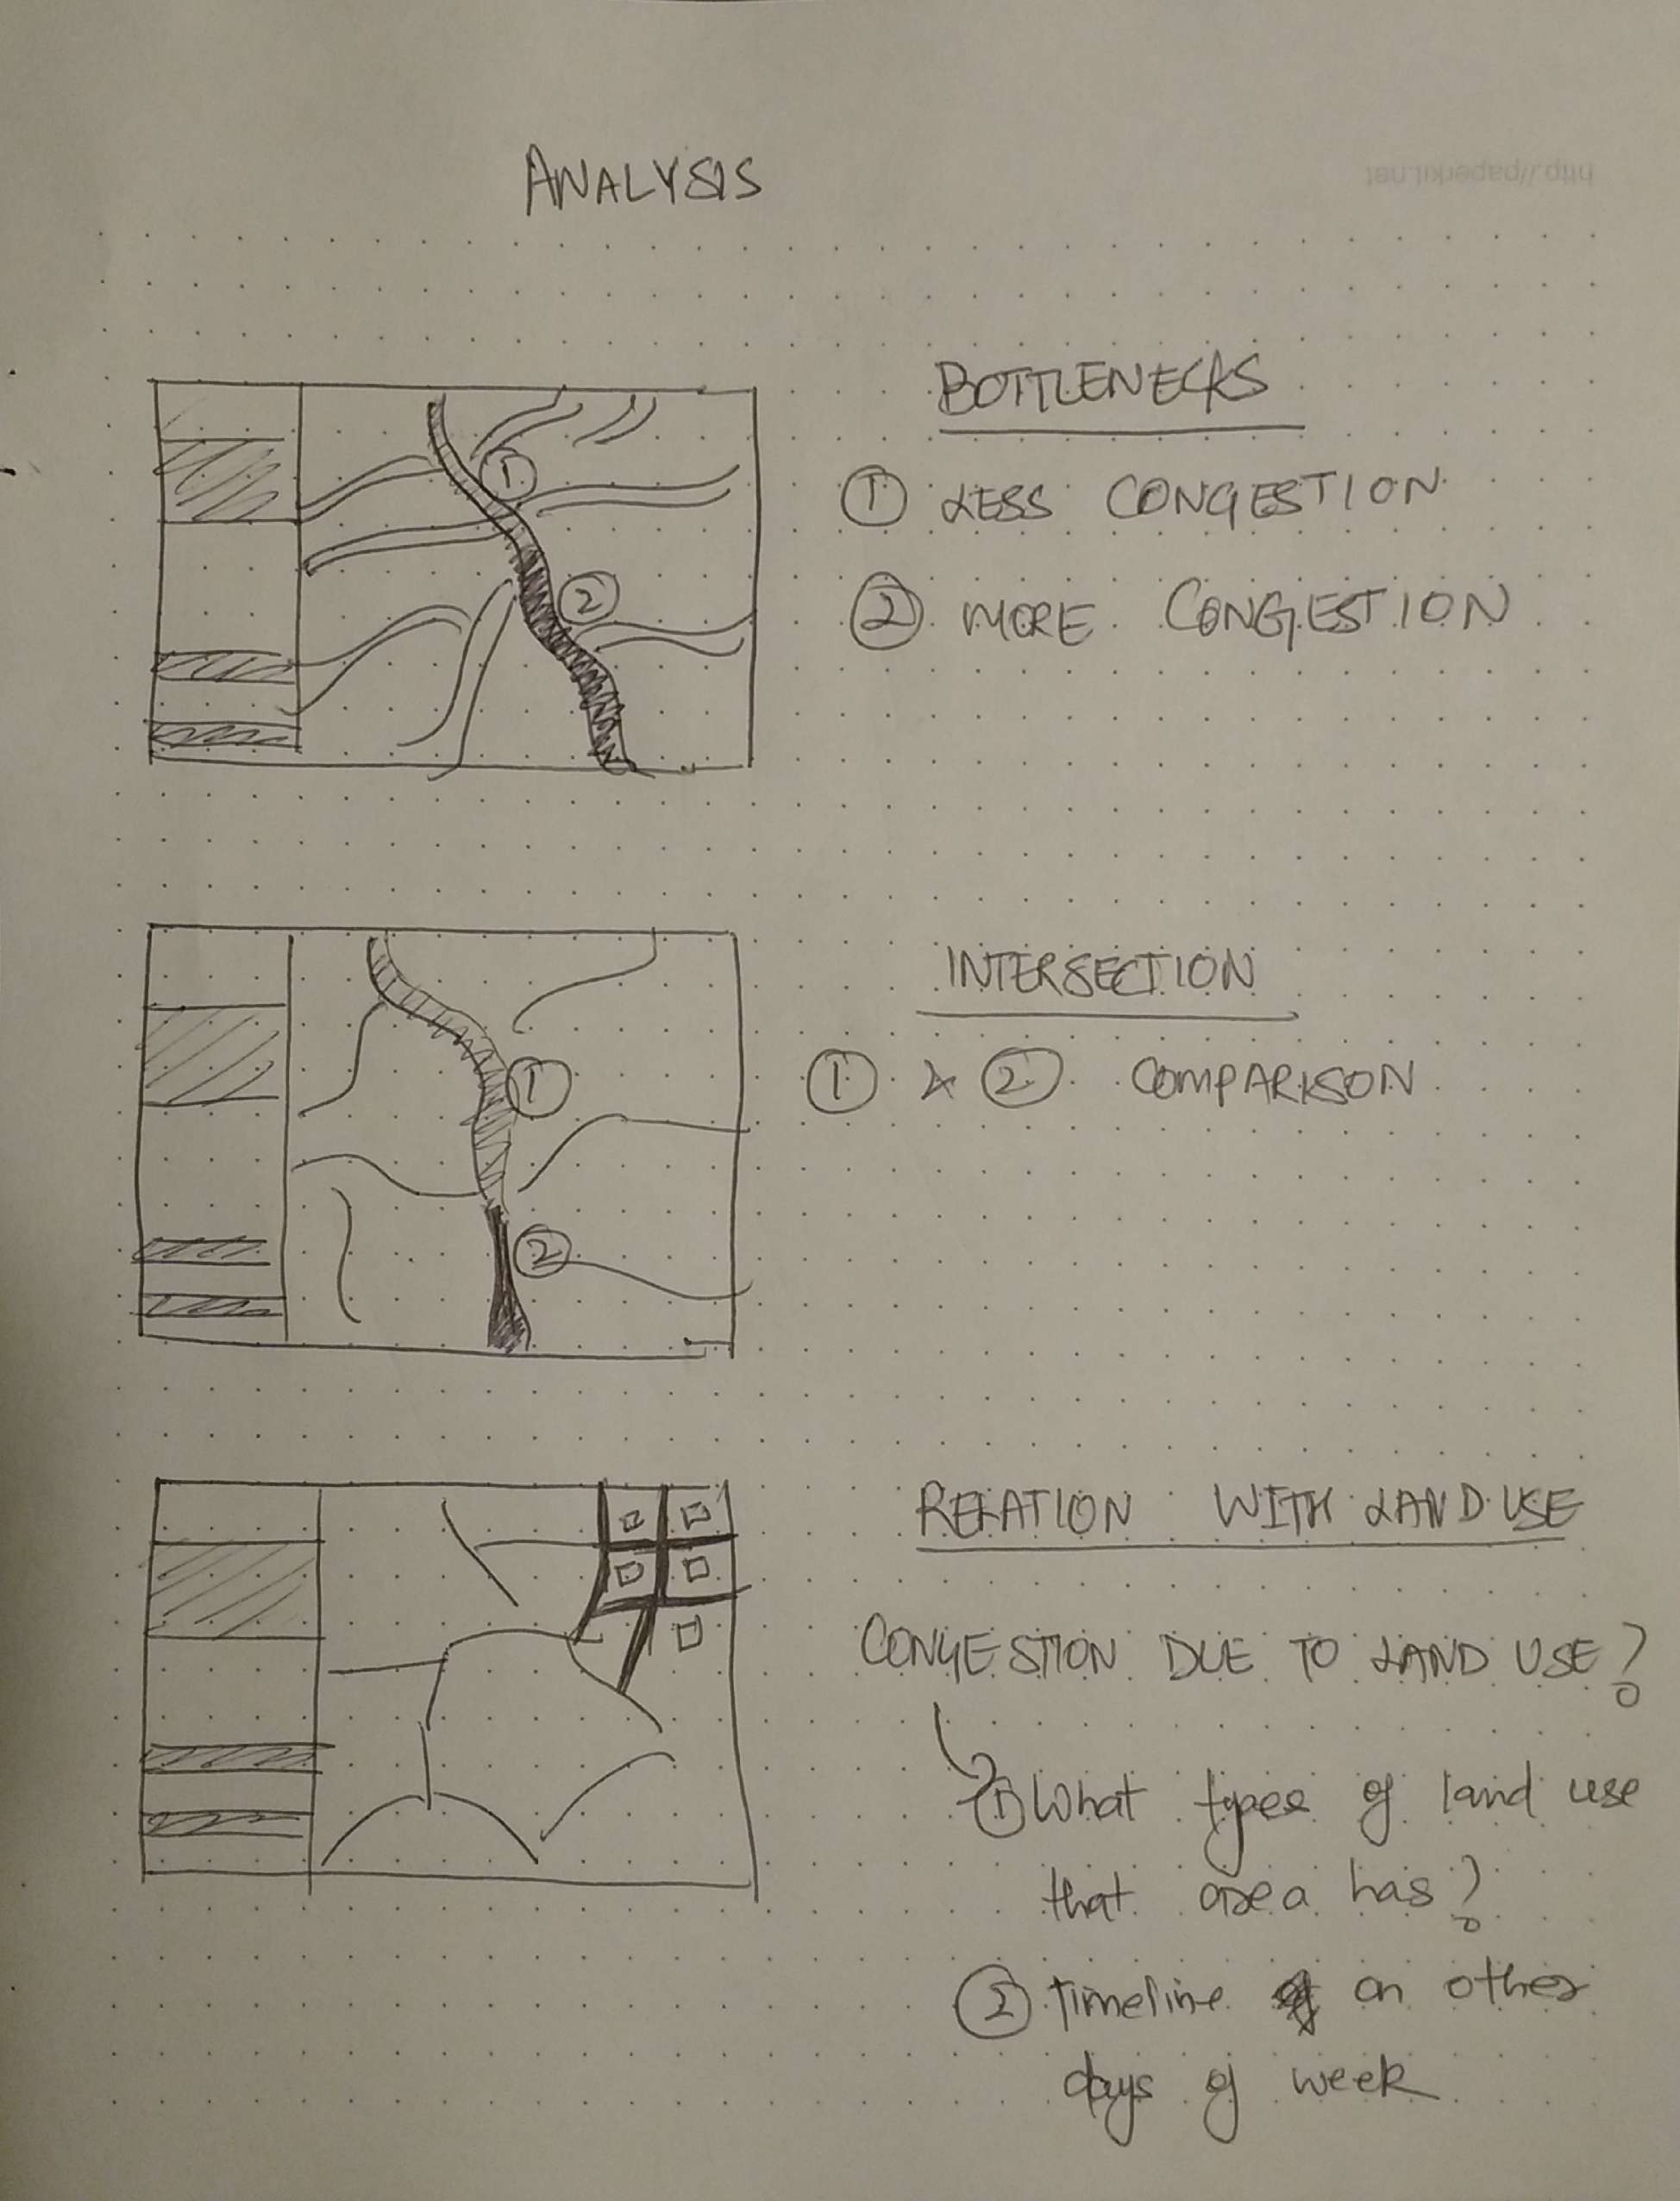 ANALYSIS
http://paperkit.net
BOTTLENECKS
① LESS CONGESTION
② MORE CONGESTION
①
②
INTERSECTION
① & ② COMPARISON
①
②
RELATION WITH LAND USE
CONGESTION DUE TO LAND USE?
① What types of land use
that area has?
② Timeline on other
days of week